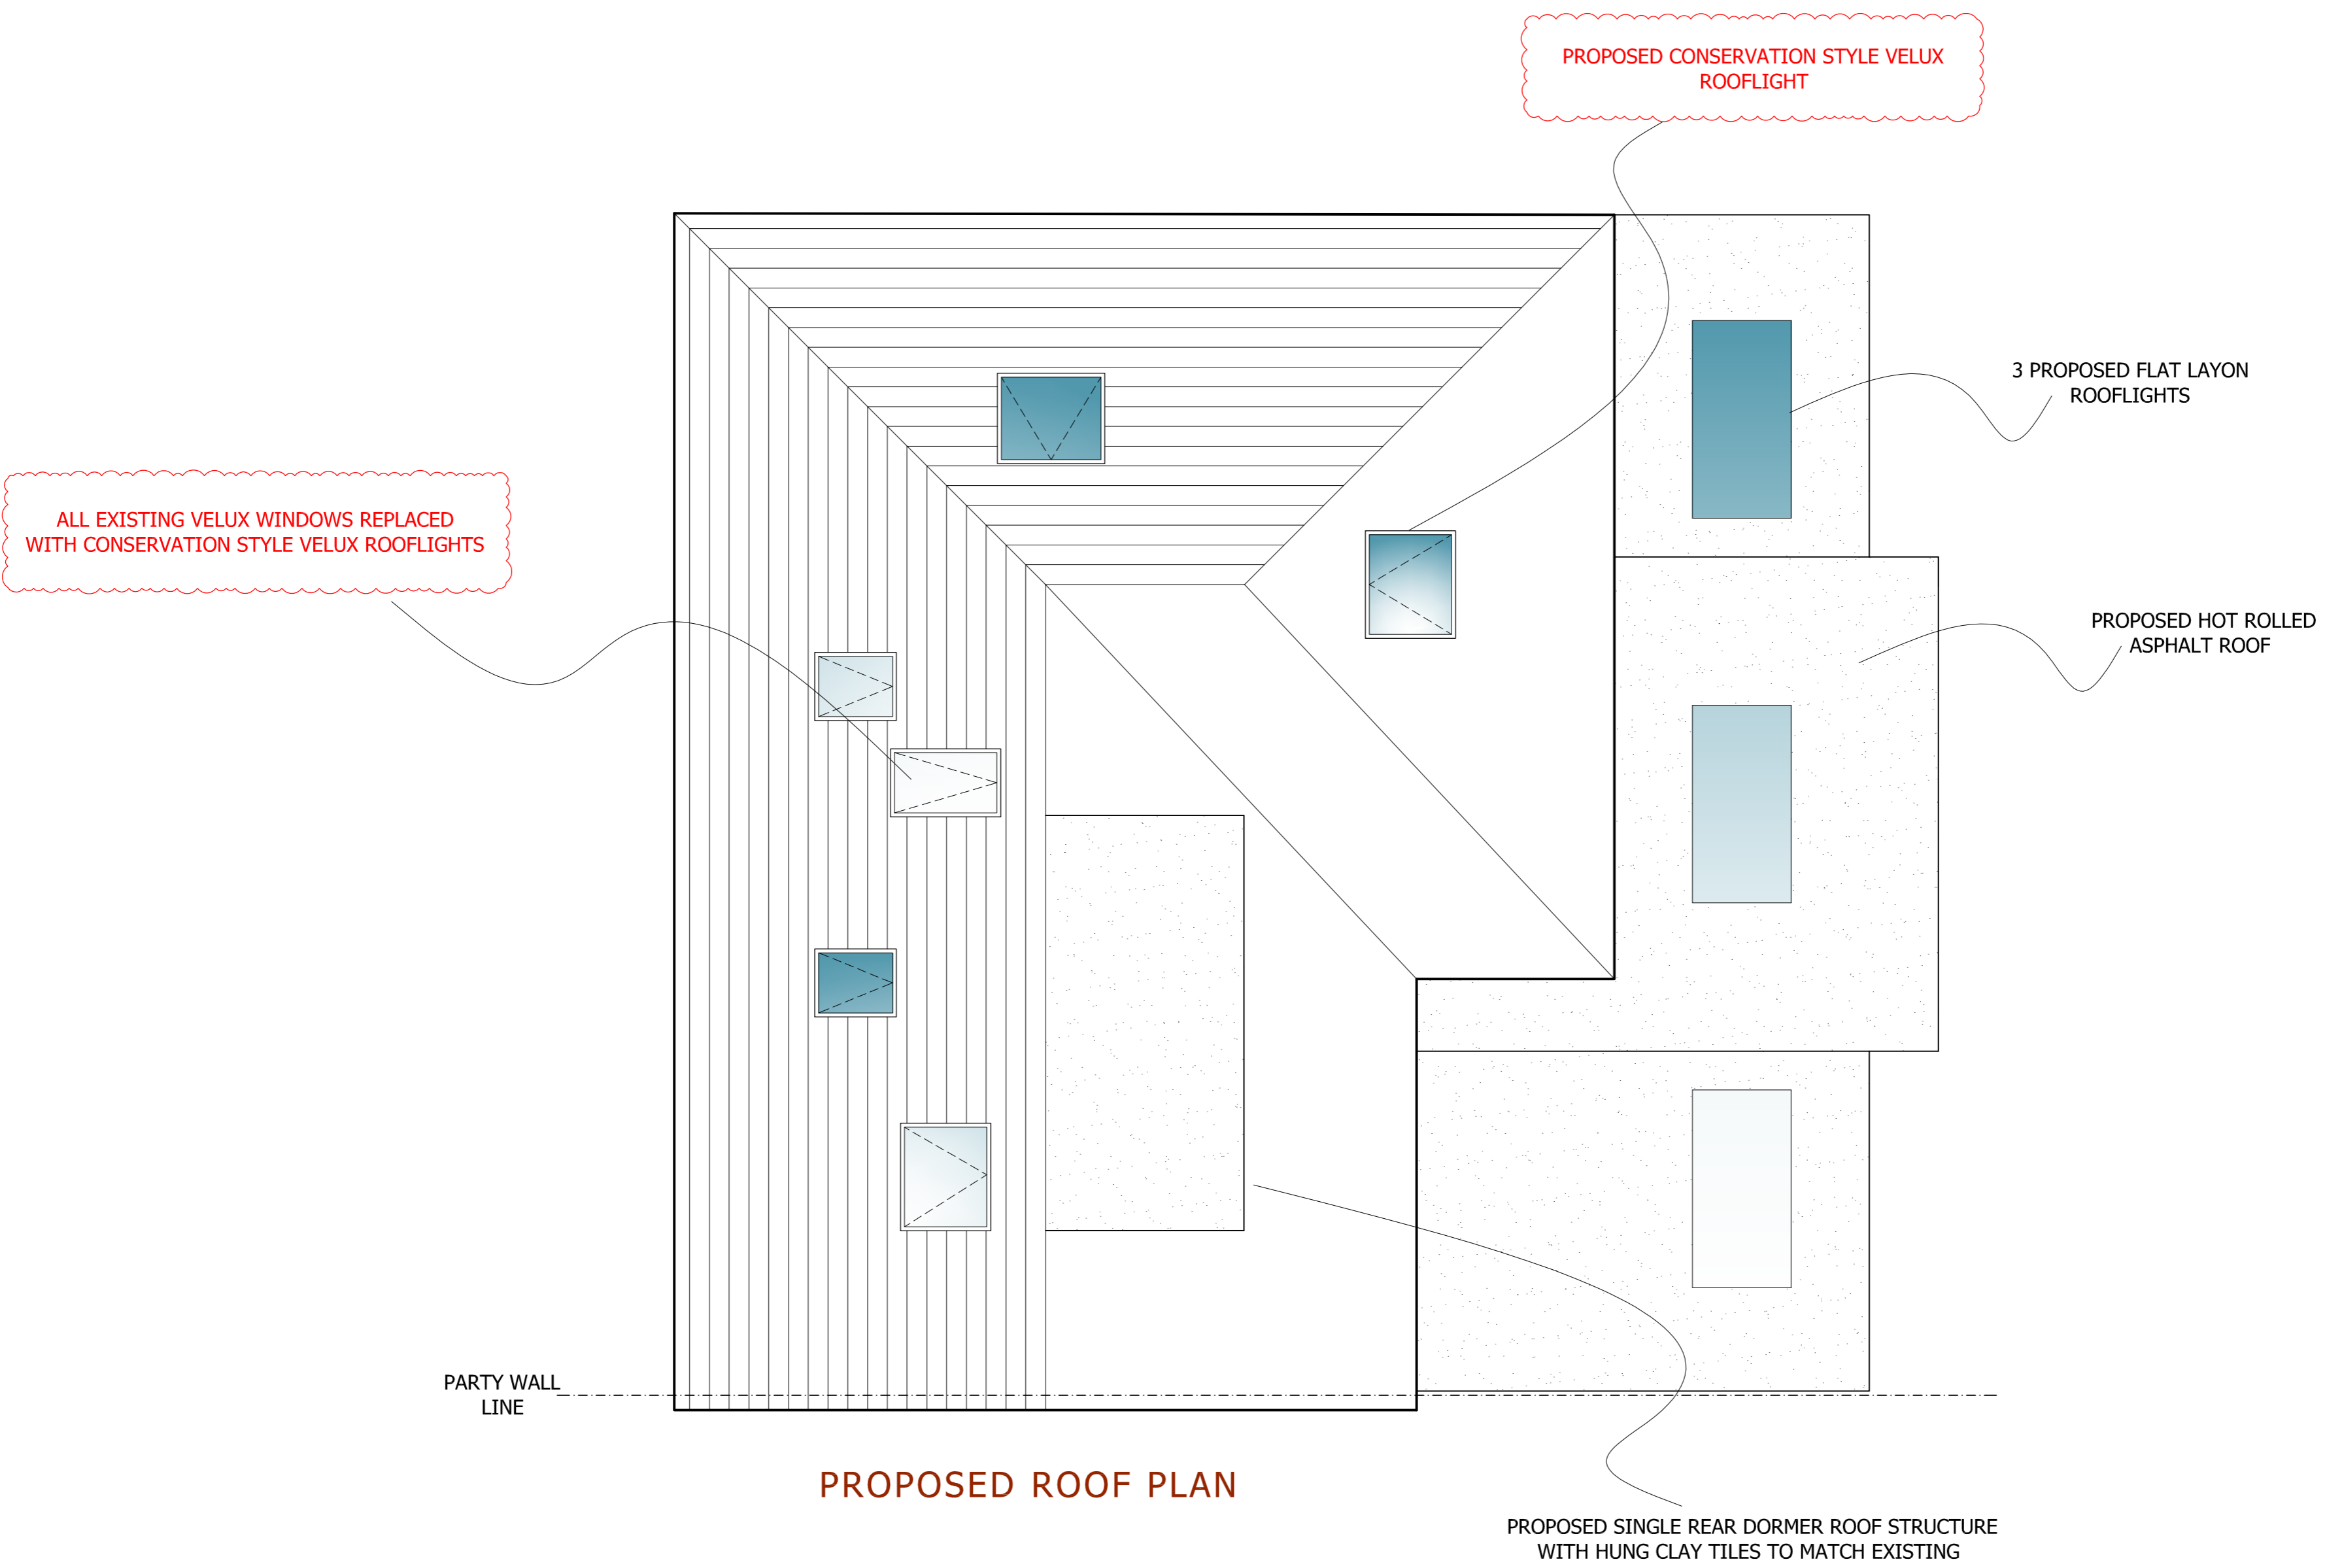 PROPOSED CONSERVATION STYLE VELUX
ROOFLIGHT
3 PROPOSED FLAT LAYON
ROOFLIGHTS
ALL EXISTING VELUX WINDOWS REPLACED
WITH CONSERVATION STYLE VELUX ROOFLIGHTS
PROPOSED HOT ROLLED
ASPHALT ROOF
PARTY WALL
LINE
PROPOSED ROOF PLAN
PROPOSED SINGLE REAR DORMER ROOF STRUCTURE
WITH HUNG CLAY TILES TO MATCH EXISTING